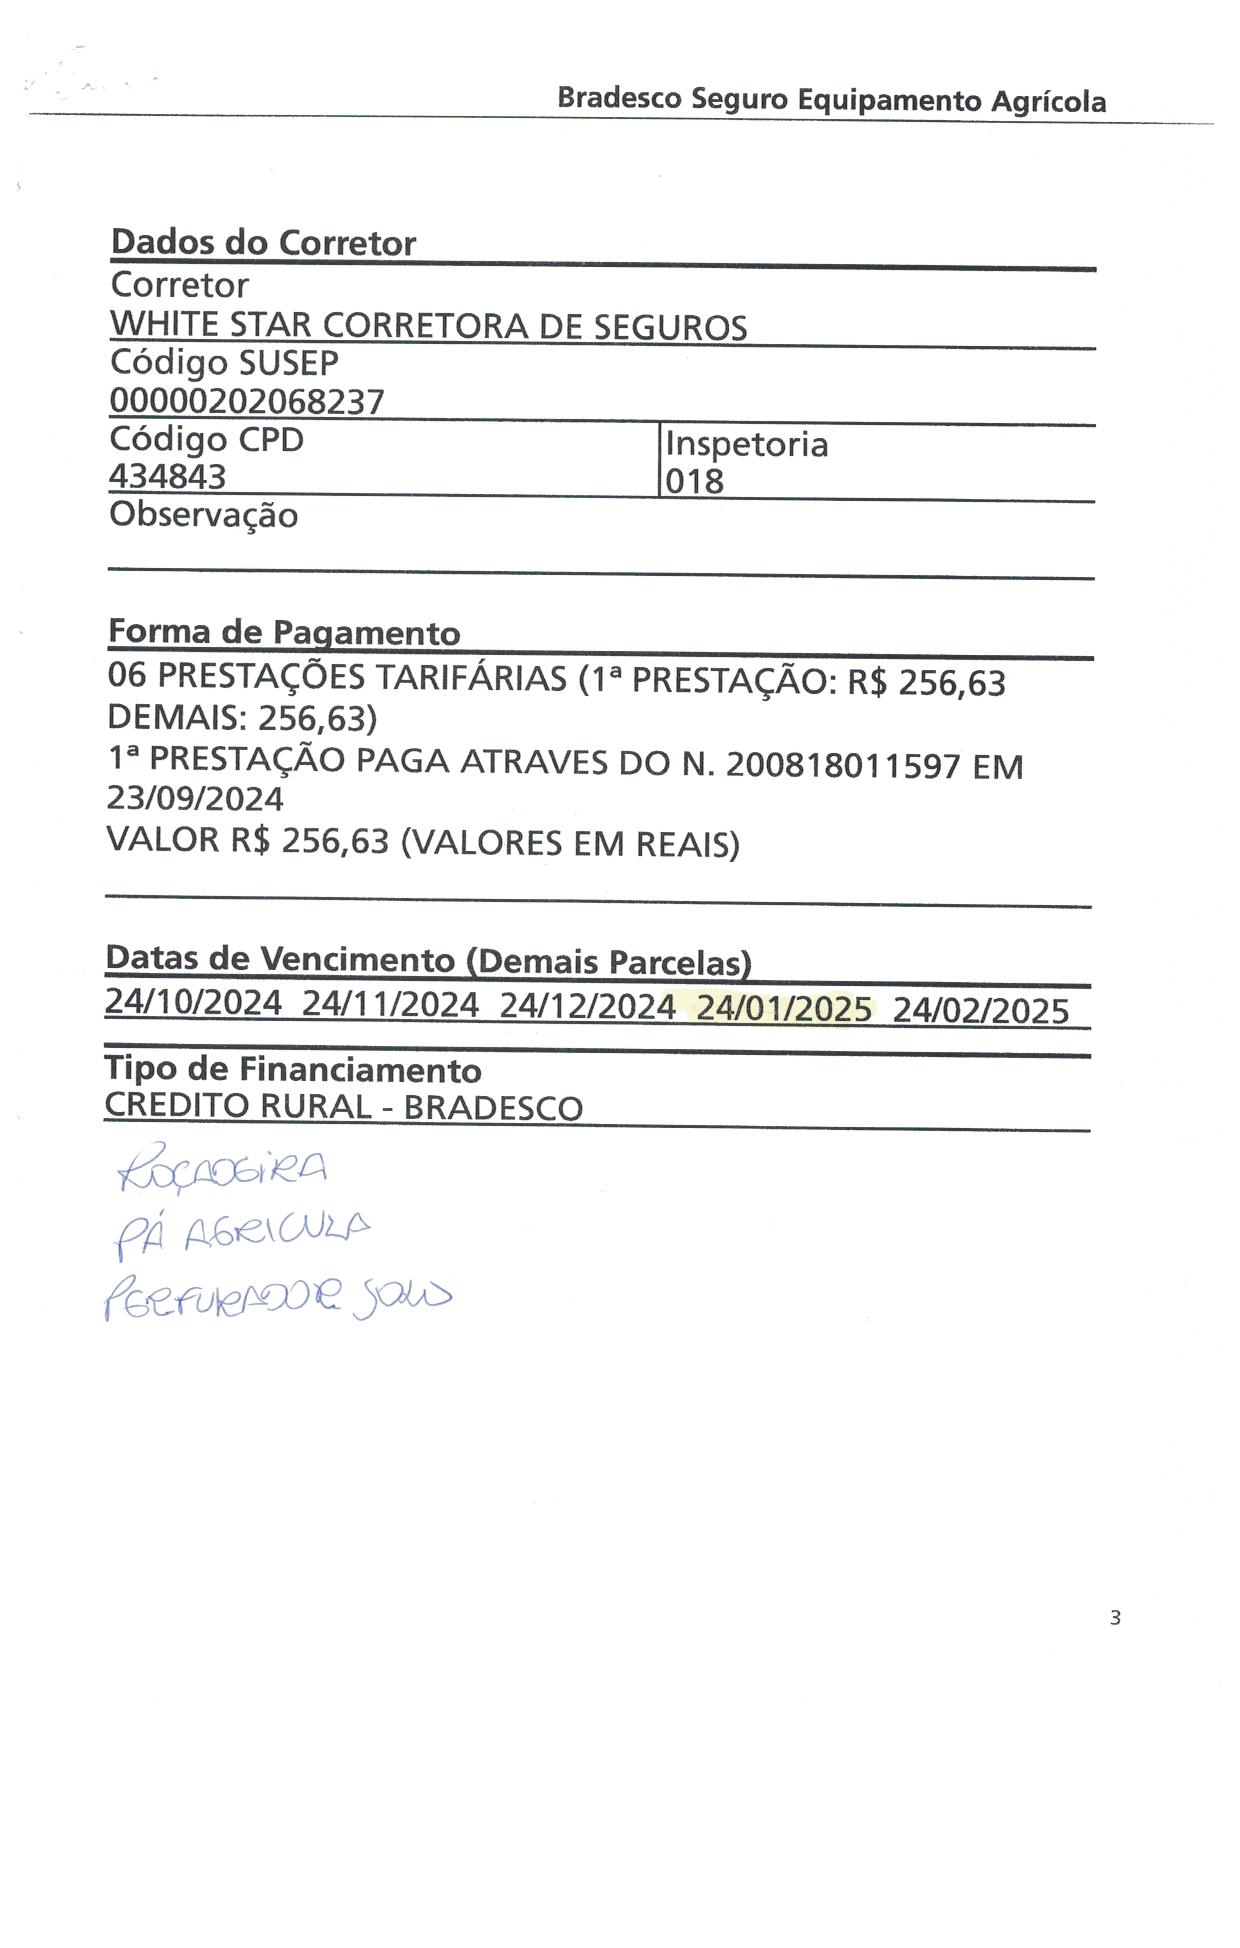 Bradesco Seguro Equipamento Agrícola
Dados do Corretor
Corretor
WHITE STAR CORRETORA DE SEGUROS
Código SUSEP
00000202068237
Código CPD
434843
Inspetoria
018
Observação
Forma de Pagamento
06 PRESTAÇÕES TARIFÁRIAS (1ª PRESTAÇÃO: R$ 256,63
DEMAIS: 256,63)
1ª PRESTAÇÃO PAGA ATRAVES DO N. 200818011597 EM
23/09/2024
VALOR R$ 256,63 (VALORES EM REAIS)
Datas de Vencimento (Demais Parcelas)
24/10/2024 24/11/2024 24/12/2024 24/01/2025 24/02/2025
Tipo de Financiamento
CREDITO RURAL - BRADESCO
ROÇADEIRA
PÁ AGRICULA
PERFURADOR SOLO
3